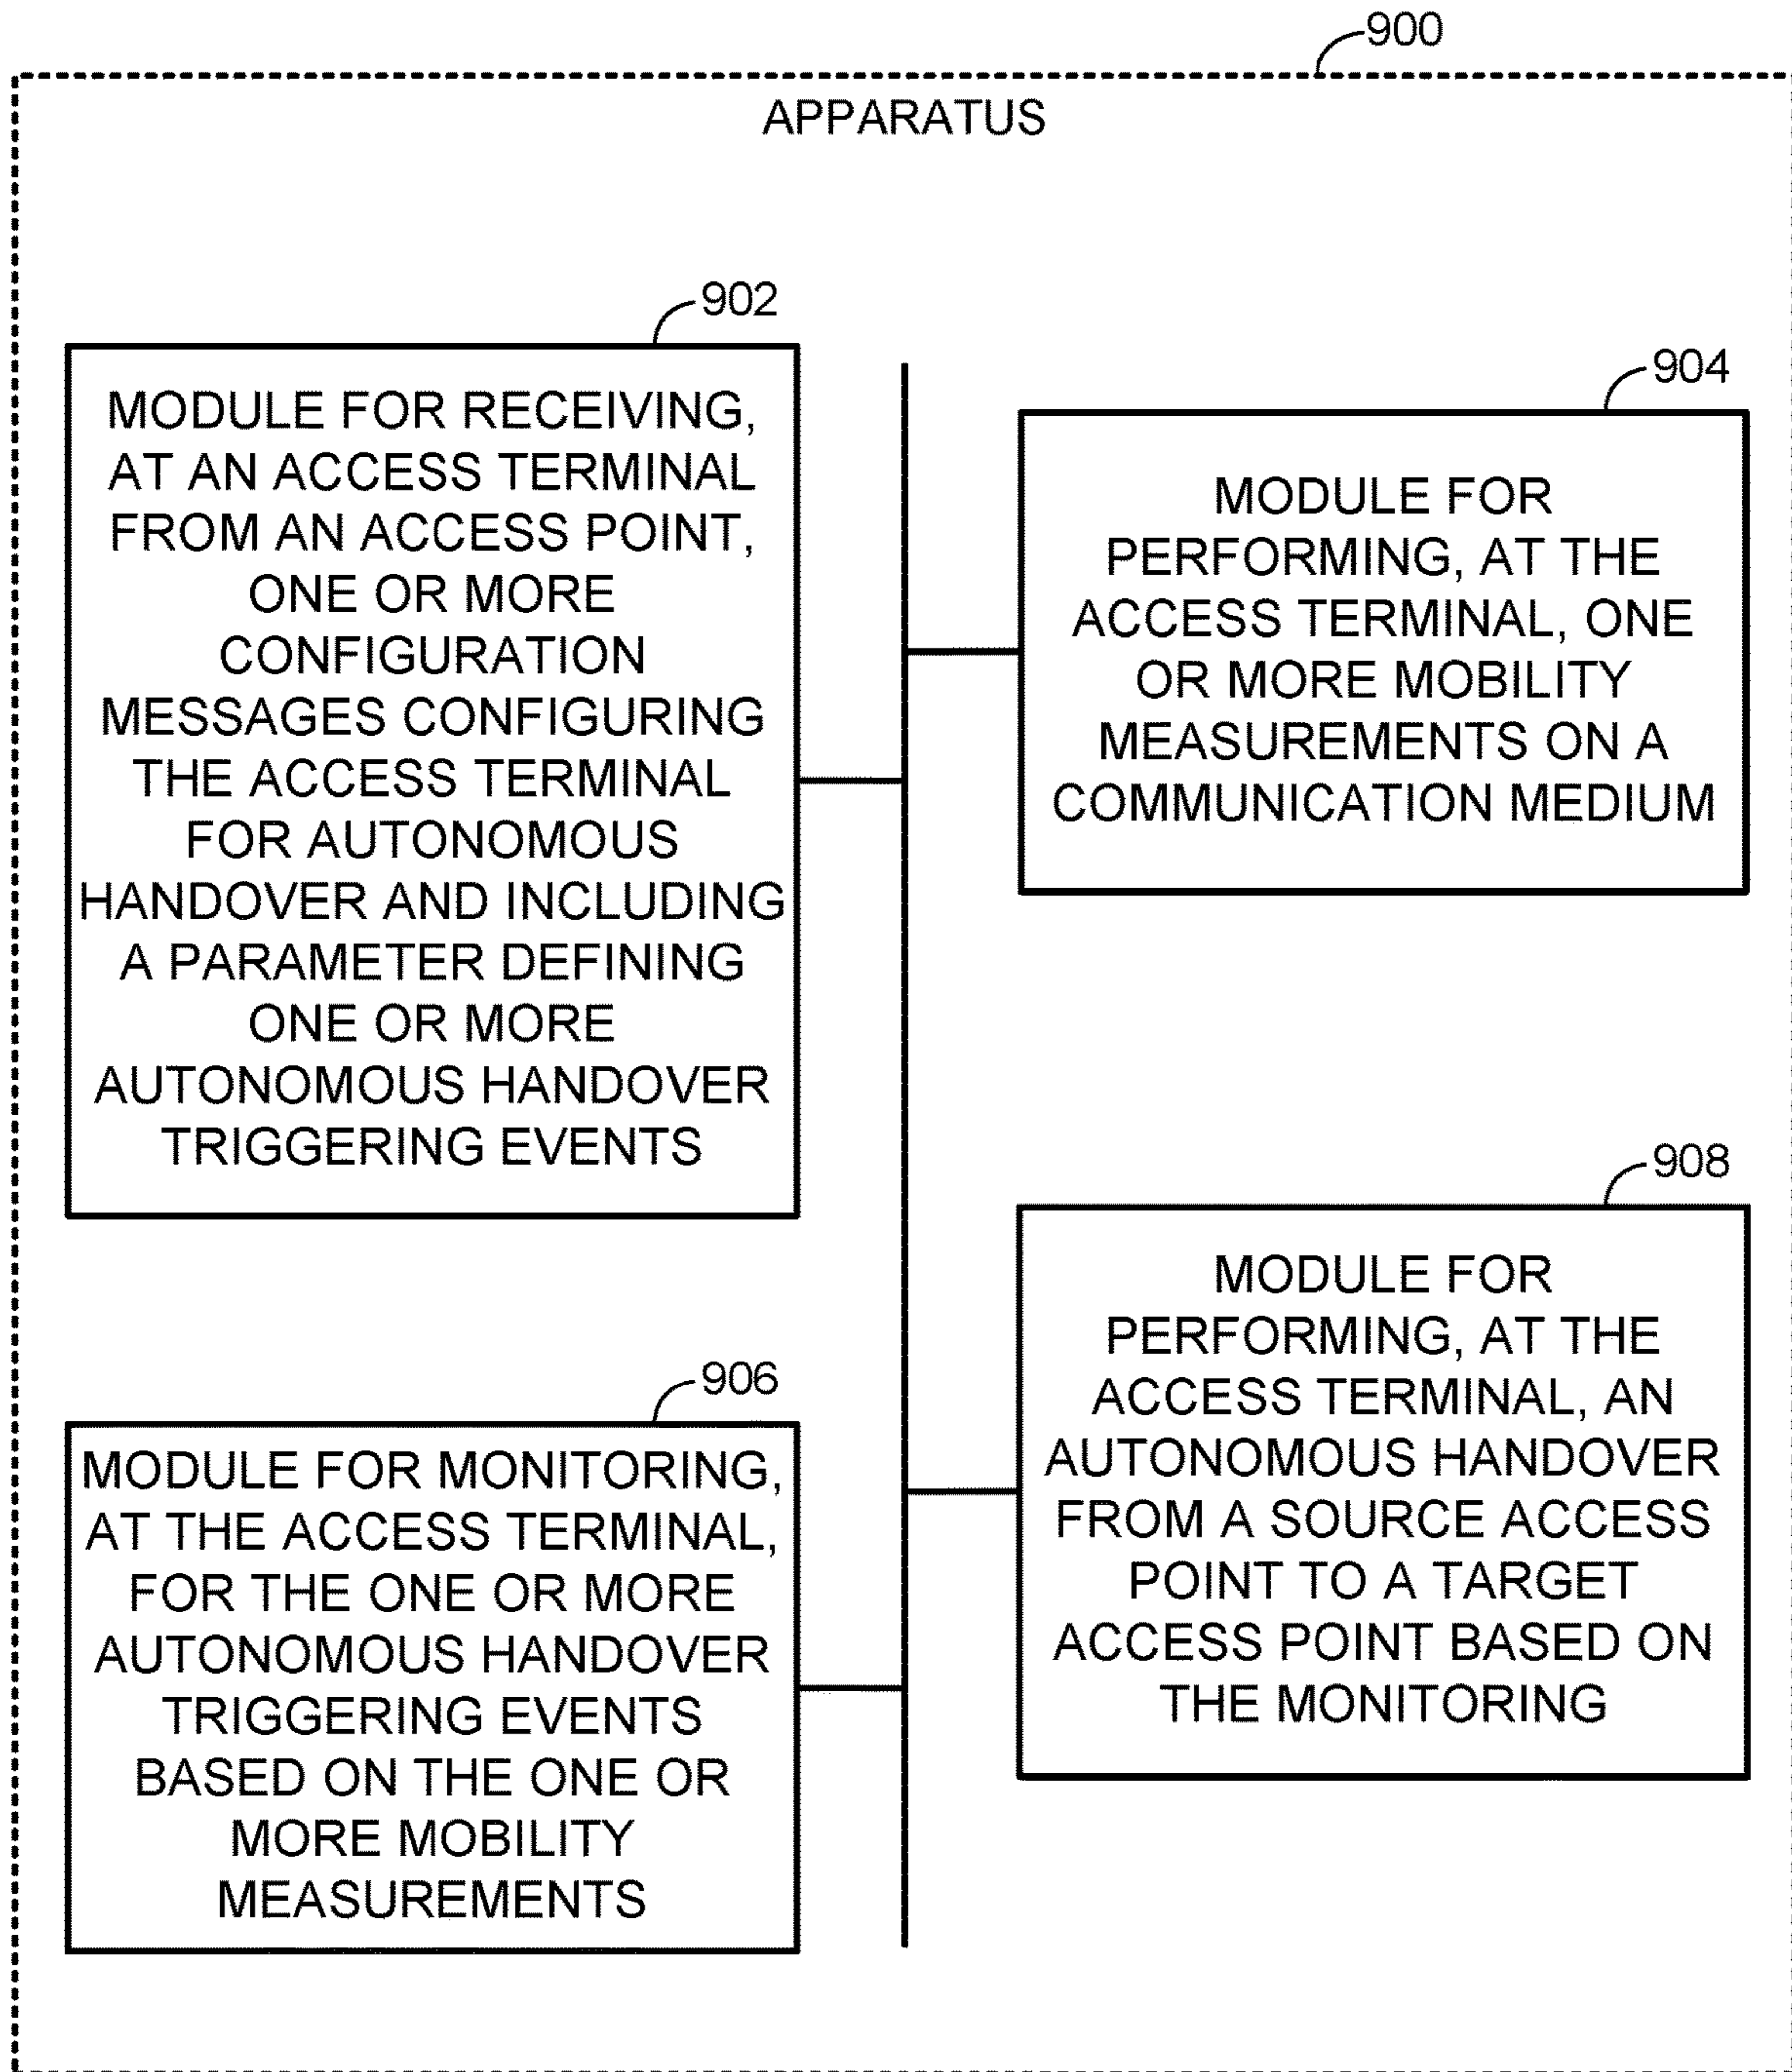 900
APPARATUS
902
MODULE FOR RECEIVING,
AT AN ACCESS TERMINAL
FROM AN ACCESS POINT,
ONE OR MORE
CONFIGURATION
MESSAGES CONFIGURING
THE ACCESS TERMINAL
FOR AUTONOMOUS
HANDOVER AND INCLUDING
A PARAMETER DEFINING
ONE OR MORE
AUTONOMOUS HANDOVER
TRIGGERING EVENTS
904
MODULE FOR
PERFORMING, AT THE
ACCESS TERMINAL, ONE
OR MORE MOBILITY
MEASUREMENTS ON A
COMMUNICATION MEDIUM
906
MODULE FOR MONITORING,
AT THE ACCESS TERMINAL,
FOR THE ONE OR MORE
AUTONOMOUS HANDOVER
TRIGGERING EVENTS
BASED ON THE ONE OR
MORE MOBILITY
MEASUREMENTS
908
MODULE FOR
PERFORMING, AT THE
ACCESS TERMINAL, AN
AUTONOMOUS HANDOVER
FROM A SOURCE ACCESS
POINT TO A TARGET
ACCESS POINT BASED ON
THE MONITORING